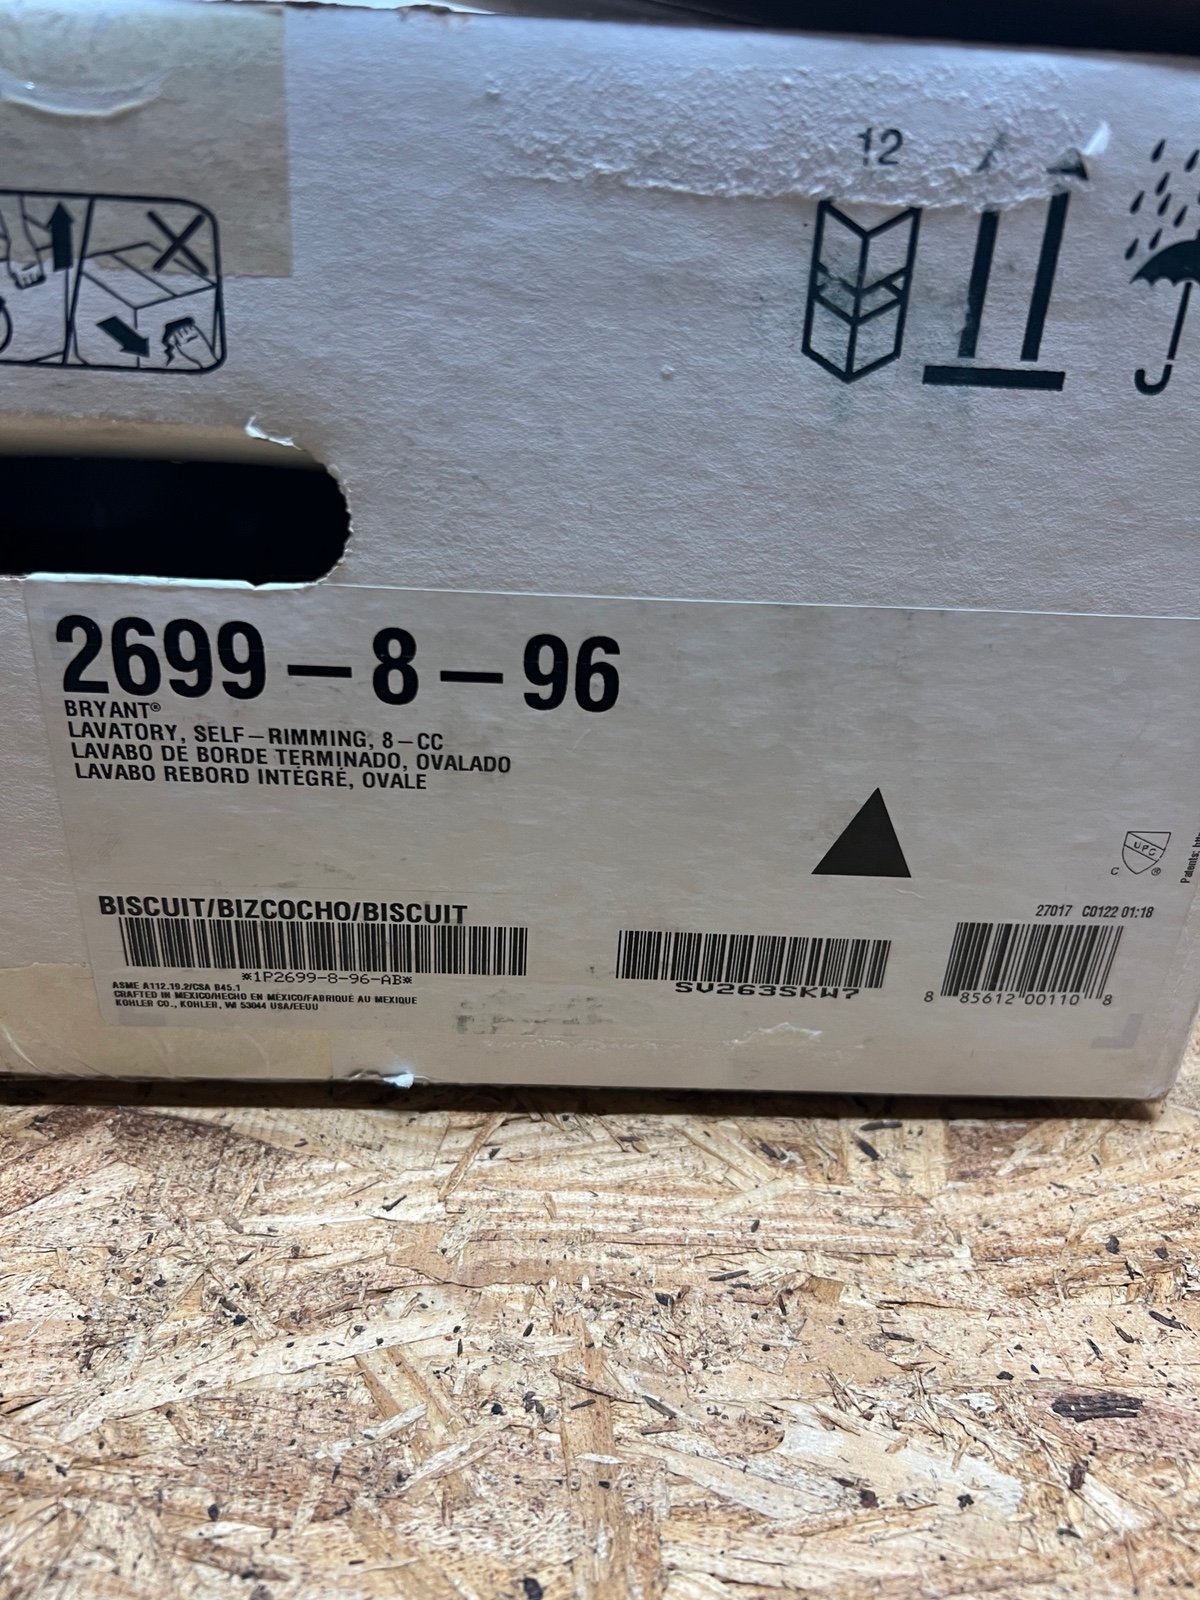 12
2699-8-96
BRYANT®
LAVATORY, SELF-RIMMING, 8-CC
LAVABO DE BORDE TERMINADO, OVALADO
LAVABO REBORD INTÉGRÉ, OVALE
UPC
C ®
Patents:
BISCUIT/BIZCOCHO/BISCUIT
27017 C0122 01:18
*1P2699-8-96-AB*
SV263SKW7
8 85612 00110 8
ASME A112.19.2/CSA B45.1
CRAFTED IN MEXICO/HECHO EN MÉXICO/FABRIQUÉ AU MEXIQUE
KOHLER CO., KOHLER, WI 53044 USA/EEUU